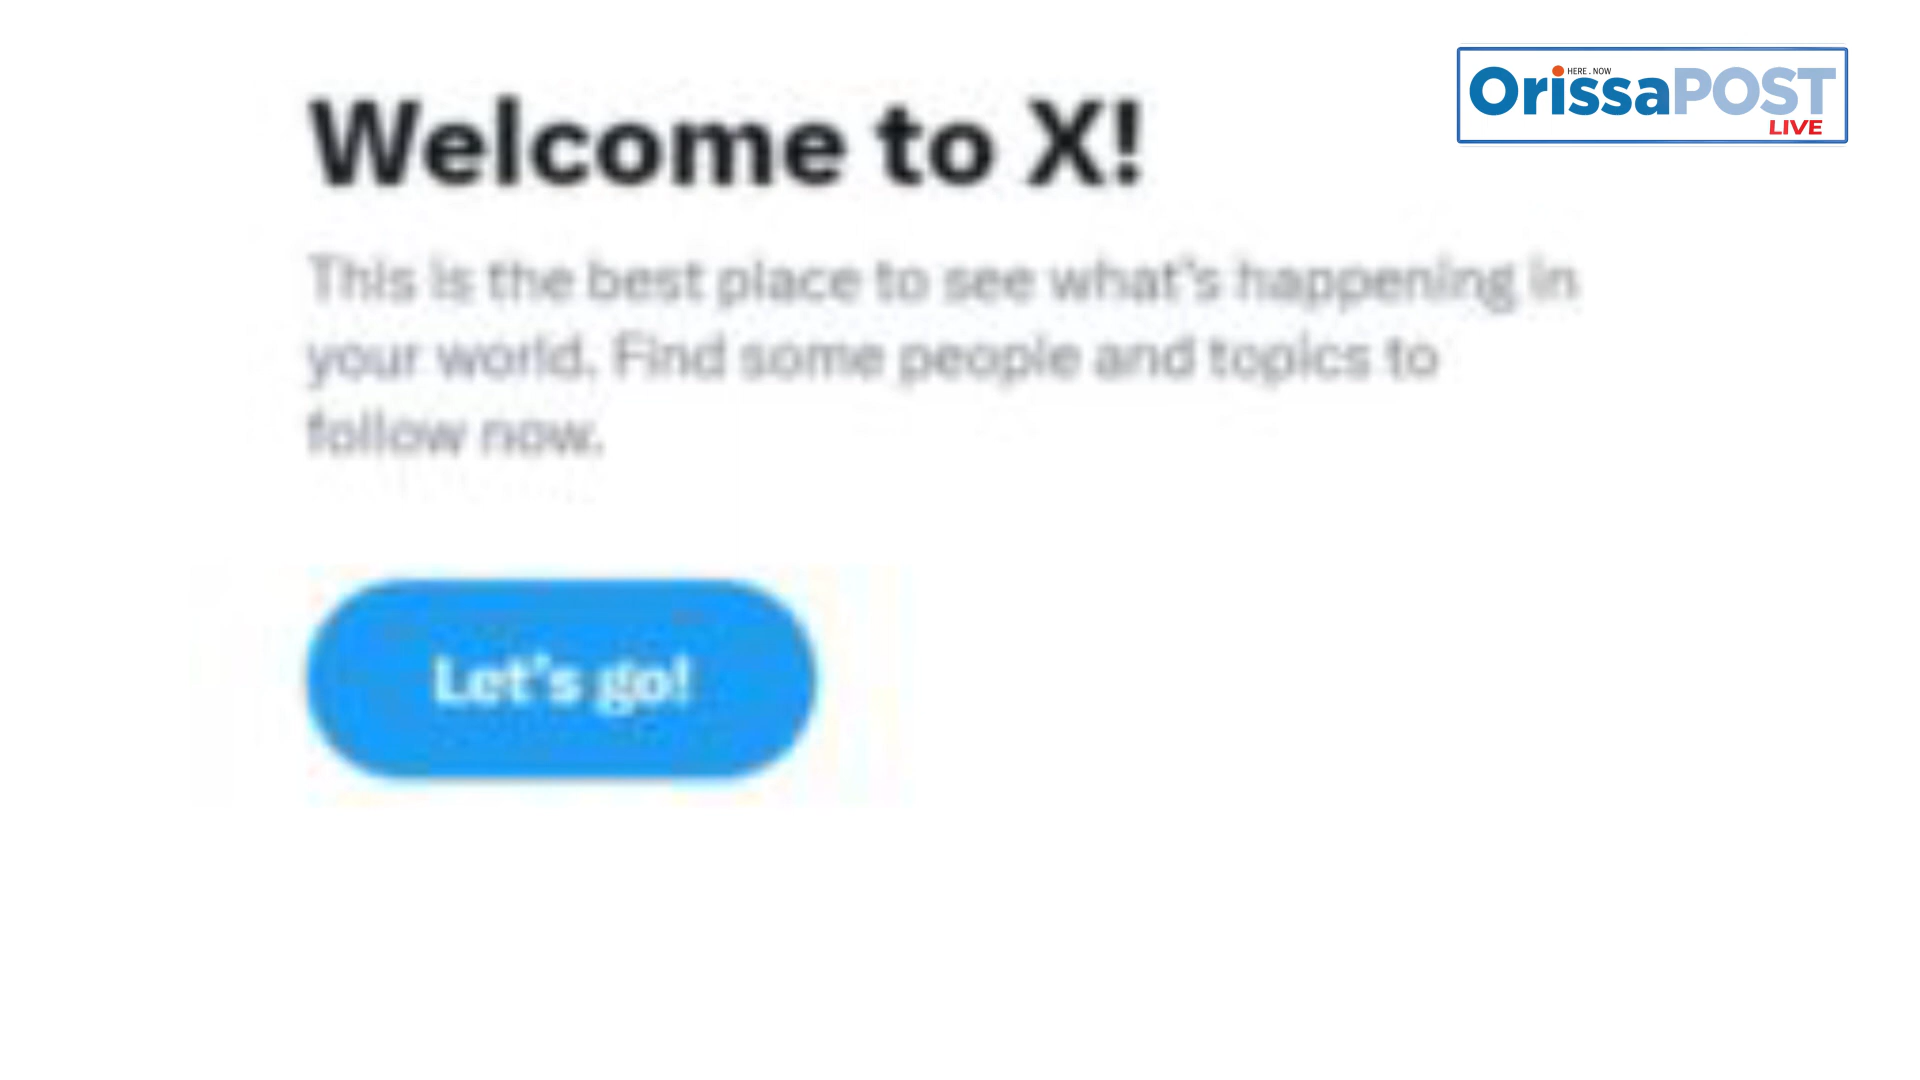 HERE . NOW
OrissaPOST
LIVE
Welcome to X!
This is the best place to see what's happening in
your world. Find some people and topics to
follow now.
Let's go!